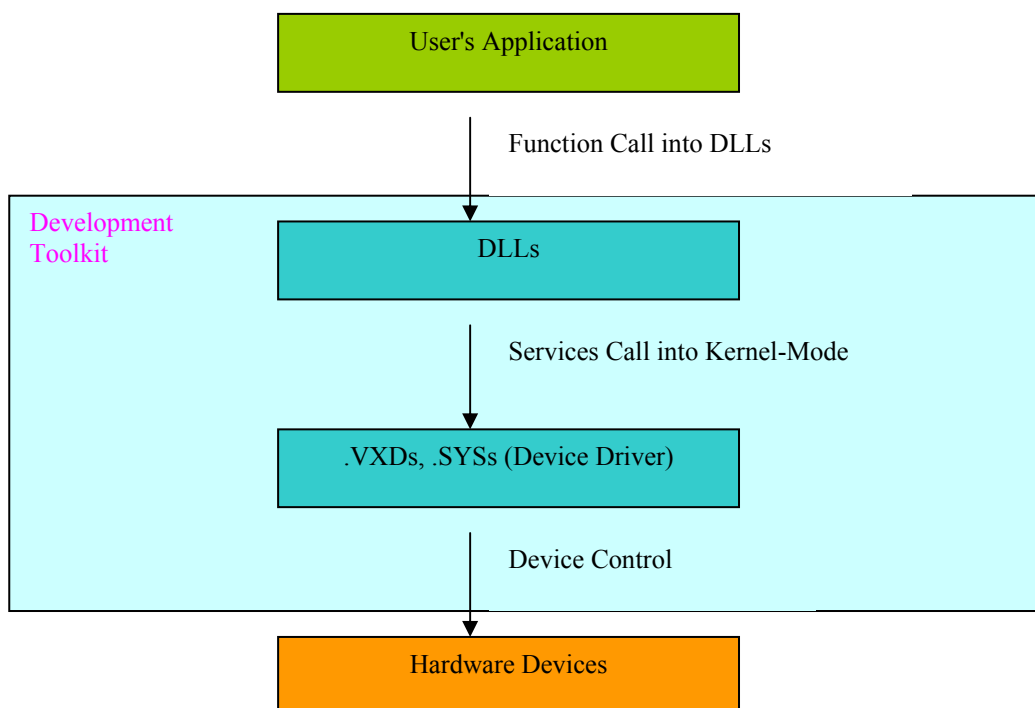 User's Application
Function Call into DLLs
Development
Toolkit
DLLs
Services Call into Kernel-Mode
.VXDs, .SYSs (Device Driver)
Device Control
Hardware Devices